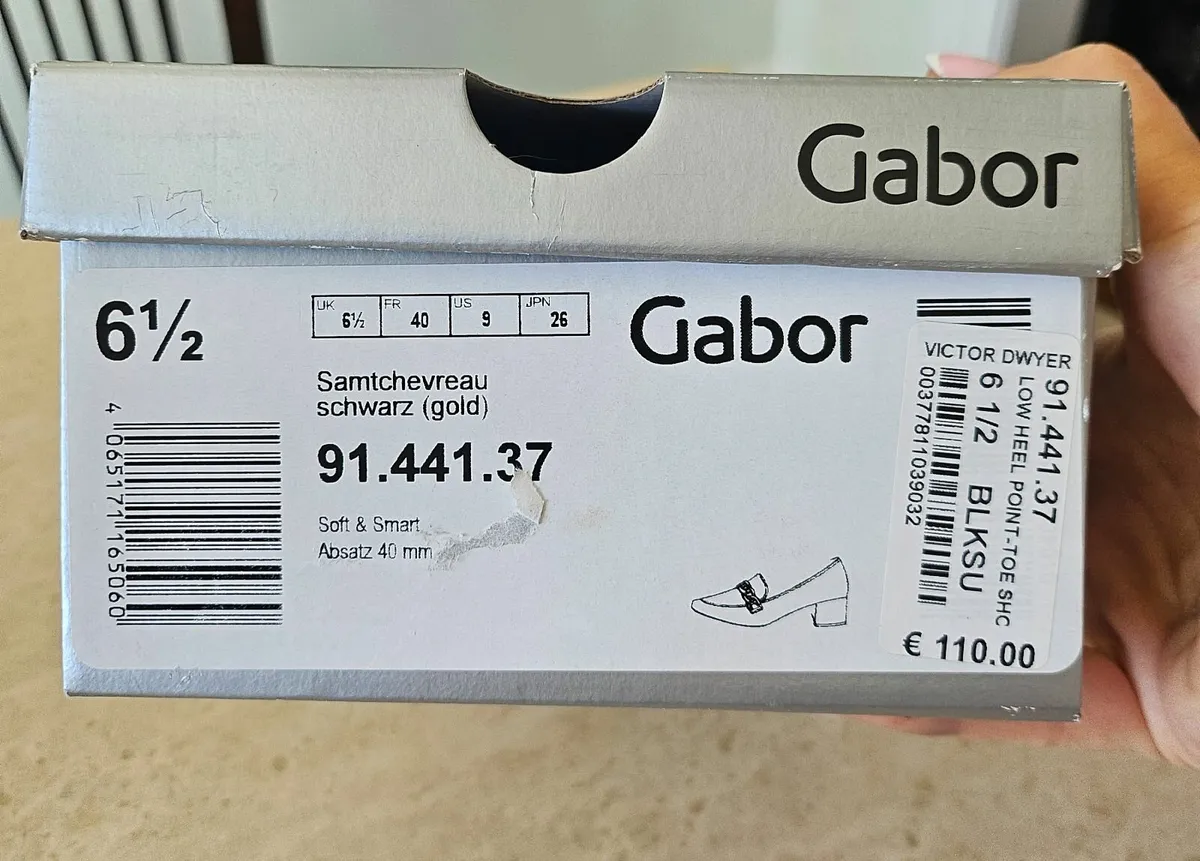 Gabor
6½
UK 6½ FR 40 US 9 JPN 26
Gabor
Samtchevreau
schwarz (gold)
91.441.37
Soft & Smart
Absatz 40 mm
4 065171 165060
VICTOR DWYER
91.441.37
LOW HEEL POINT-TOE SHC
6 1/2 BLKSU
00377811039032
€ 110.00